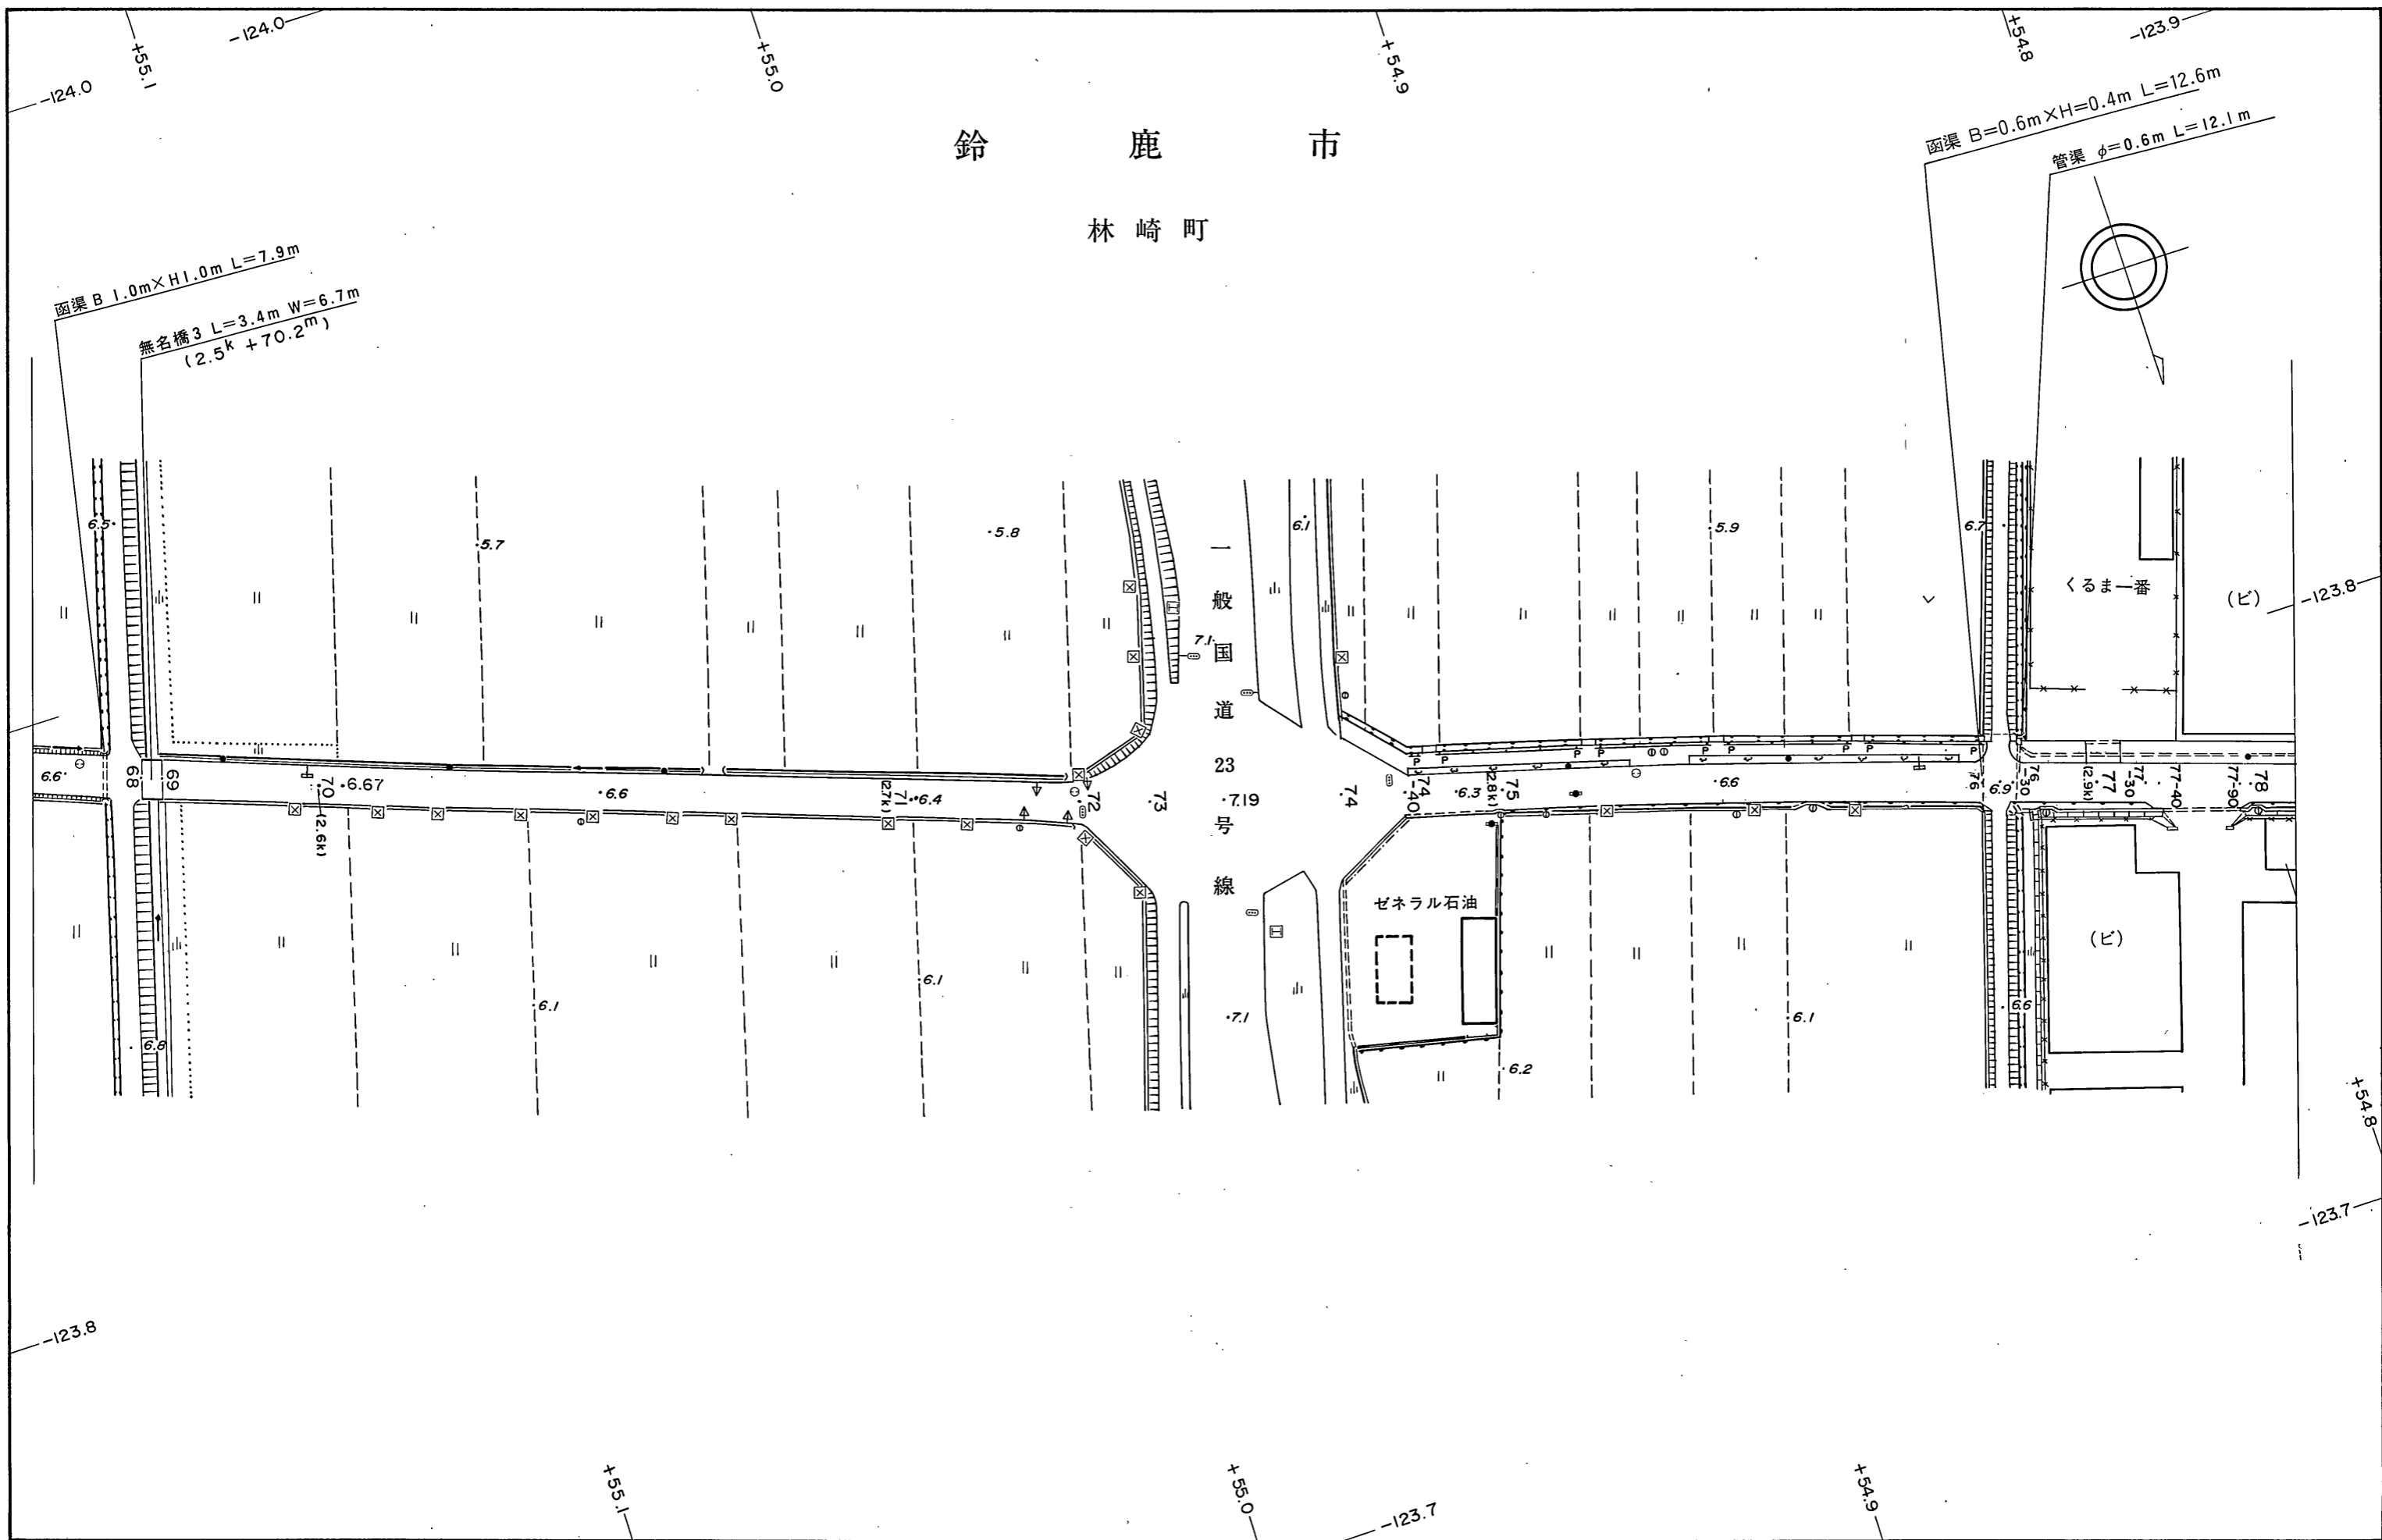 -124.0
+55.1
-124.0
+55.0
+54.9
+54.8
-123.9
鈴鹿市
林崎町
函渠 B=0.6m×H=0.4m L=12.6m
管渠 φ=0.6m L=12.1m
函渠 B 1.0m×H1.0m L=7.9m
無名橋3 L=3.4m W=6.7m
(2.5k +70.2m)
6.5
5.7
5.8
6.1
5.9
6.7
くるま一番
(ビ)
-123.8
7.1
一般国道23号線
P
P
P
P
P
P
P
P
P
6.6
68
69
70
(2.6k)
6.67
6.6
(2.7k)
71
6.4
72
73
7.19
74
74
-40
6.3
(2.8k)
75
6.6
76
6.9
76
-30
(2.9k)
77
77
-30
77-40
77-90
78
ゼネラル石油
(ビ)
6.1
6.1
7.1
6.1
6.6
6.8
6.2
+54.8
-123.7
-123.8
+55.1
+55.0
-123.7
+54.9